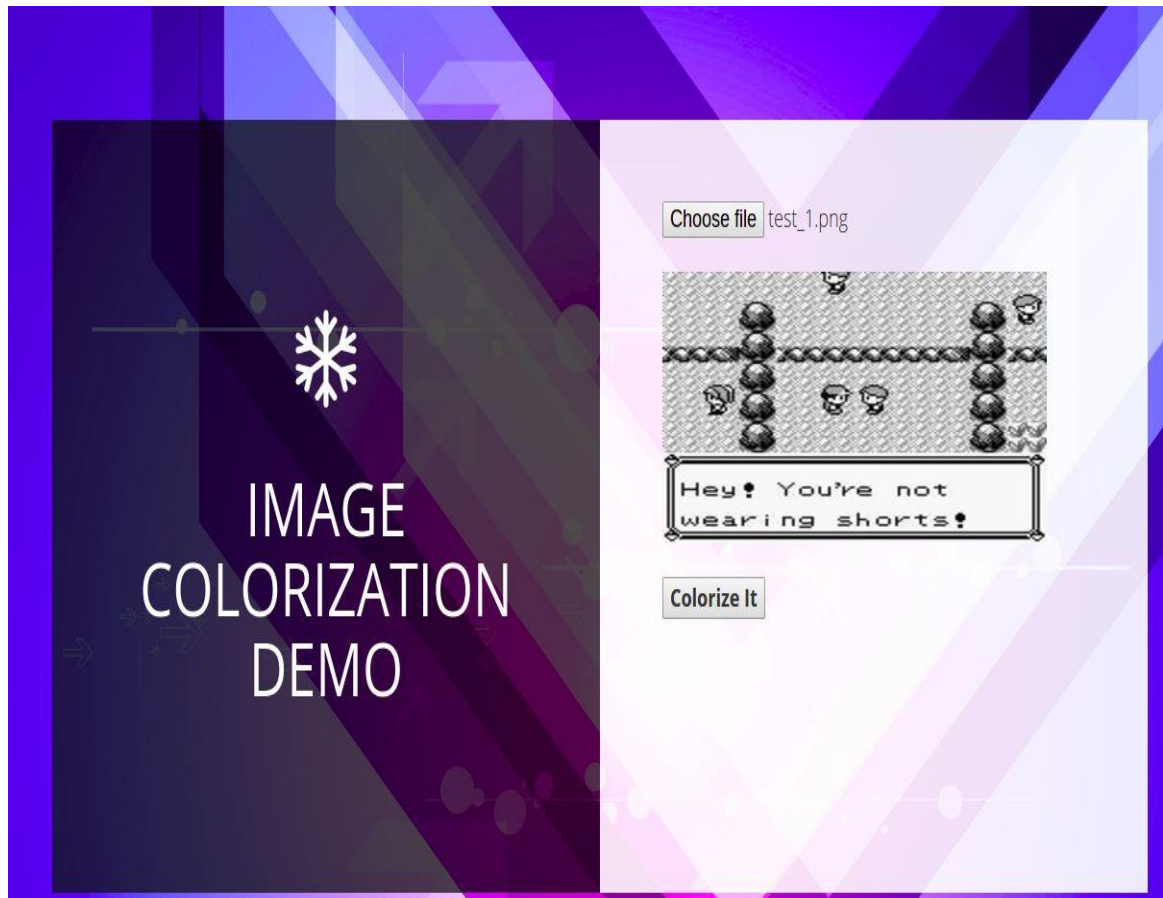 IMAGE
COLORIZATION
DEMO
Choose file test_1.png
Hey! You're not
wearing shorts!
Colorize It